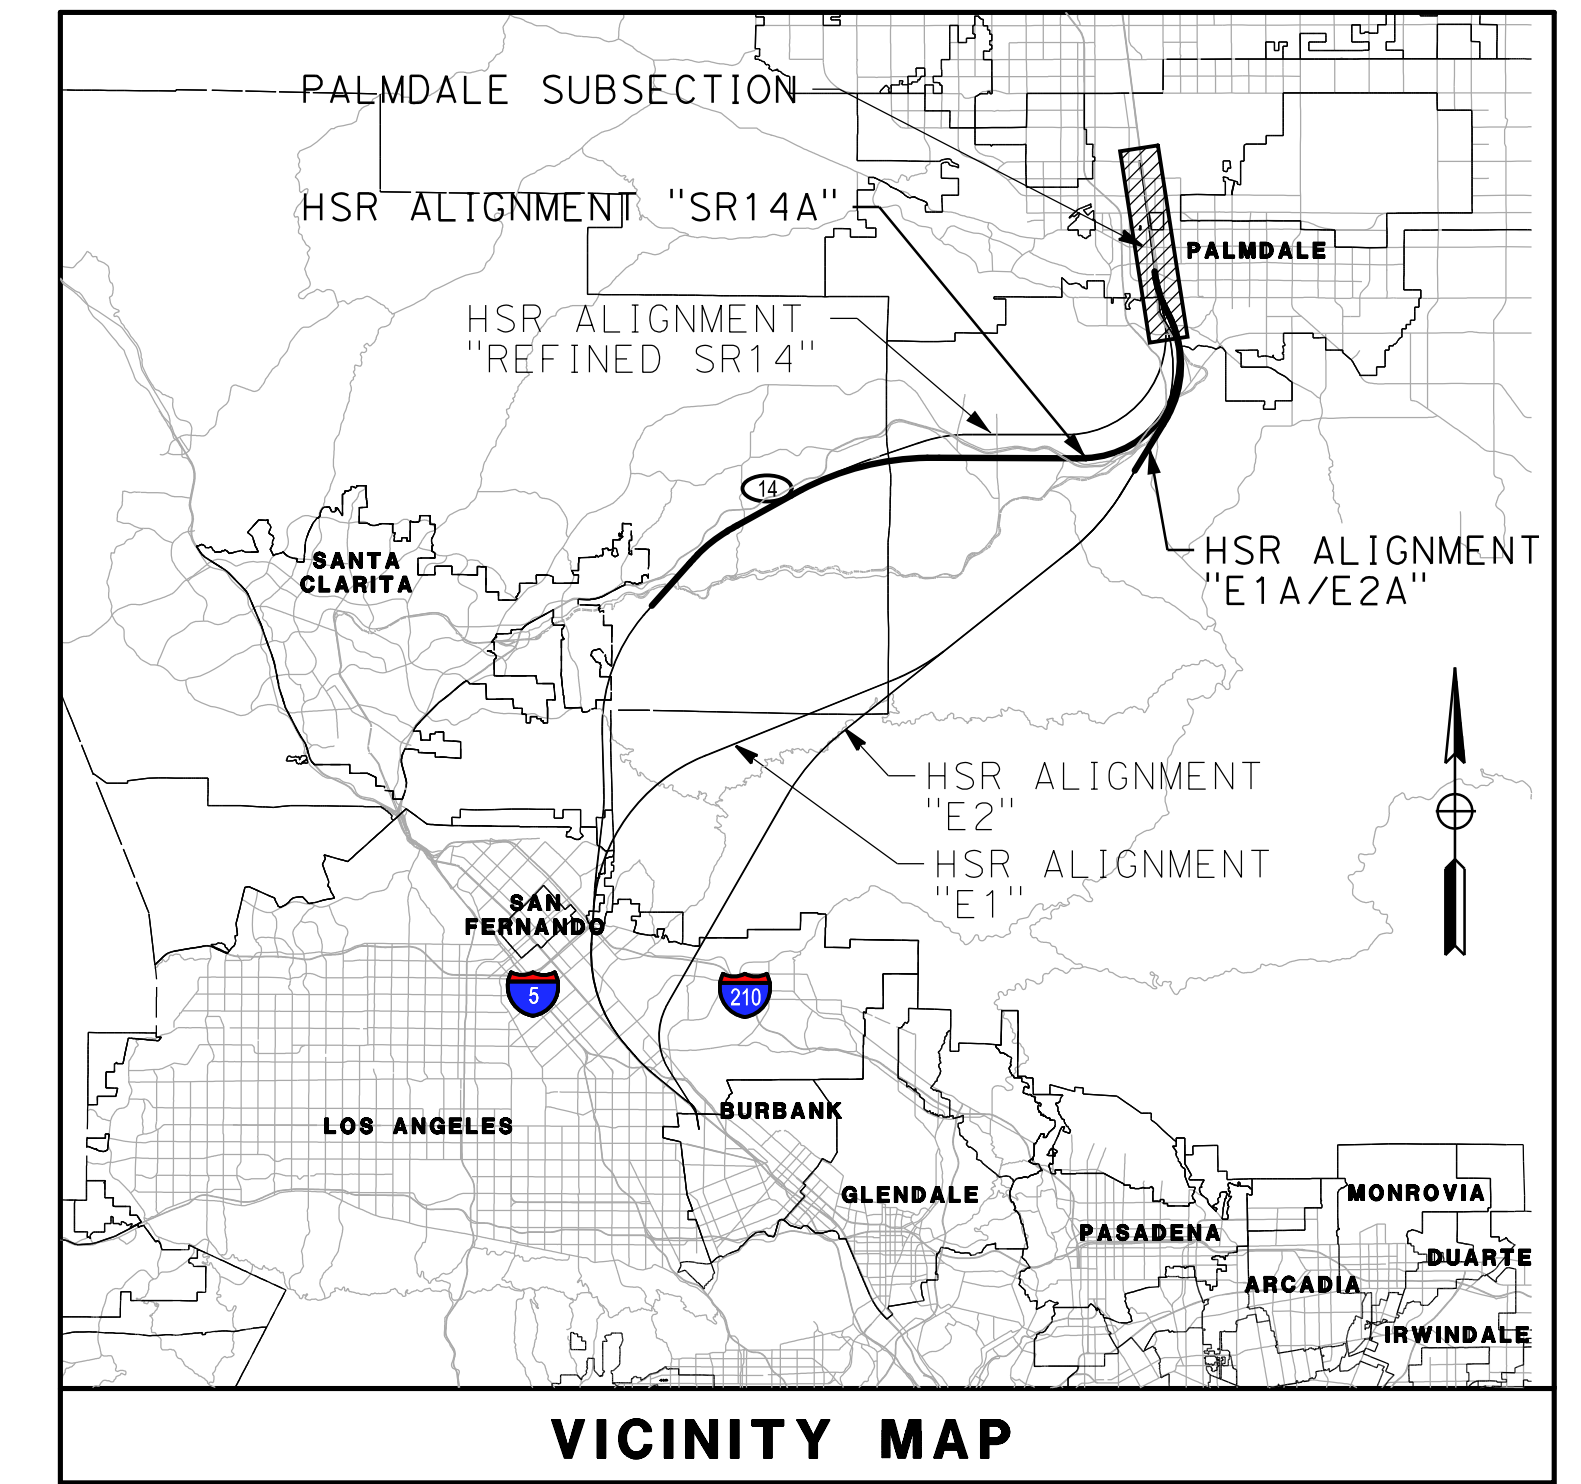 PALMDALE SUBSECTION
HSR ALIGNMENT "SR14A"
PALMDALE
HSR ALIGNMENT
"REFINED SR14"
14
HSR ALIGNMENT
"E1A/E2A"
SANTA
CLARITA
HSR ALIGNMENT
"E2"
HSR ALIGNMENT
"E1"
SAN
FERNANDO
5
210
LOS ANGELES
BURBANK
GLENDALE
MONROVIA
PASADENA
DUARTE
ARCADIA
IRWINDALE
VICINITY MAP